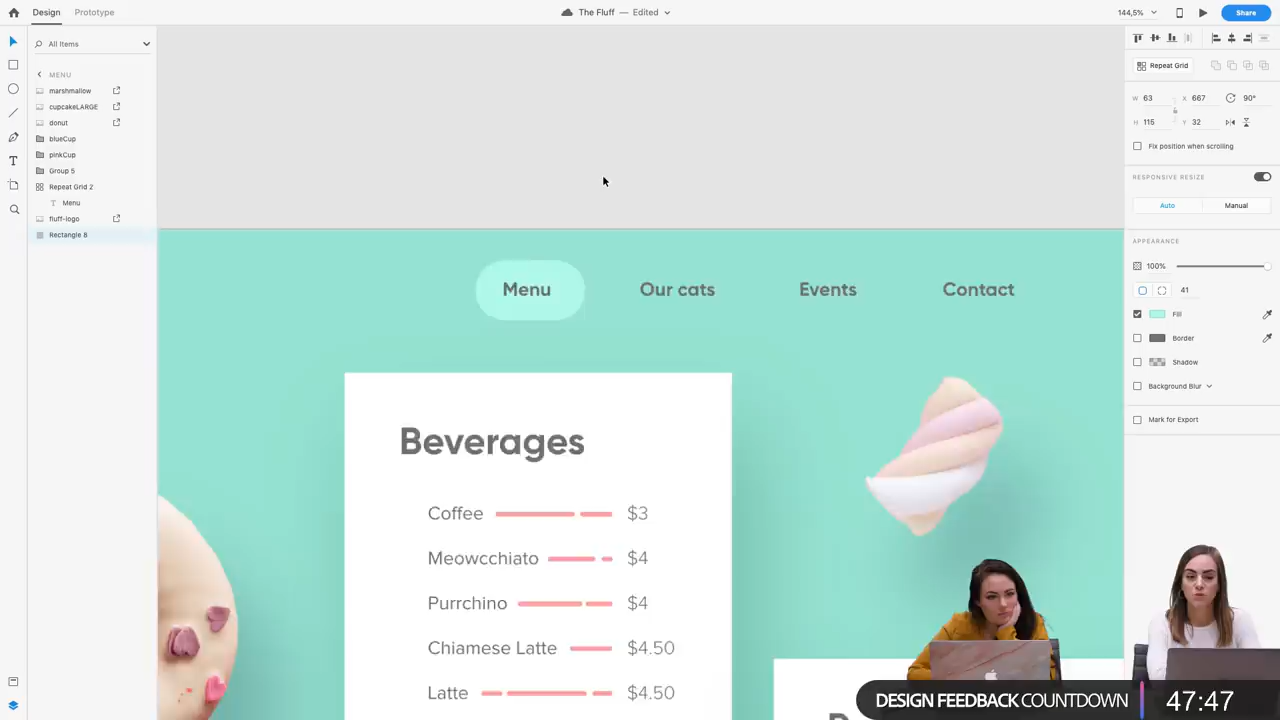 Design
Prototype
The Fluff — Edited
144,5%
Share
All Items
MENU
marshmallow
cupcakeLARGE
donut
blueCup
pinkCup
Group 5
Repeat Grid 2
Menu
fluff-logo
Rectangle 8
Menu
Our cats
Events
Contact
Beverages
Coffee $3
Meowcchiato $4
Purrchino $4
Chiamese Latte $4.50
Latte $4.50
Repeat Grid
W 63 X 667 90°
H 115 Y 32
Fix position when scrolling
RESPONSIVE RESIZE
Auto Manual
APPEARANCE
100%
41
Fill
Border
Shadow
Background Blur
Mark for Export
DESIGN FEEDBACK COUNTDOWN 47:47